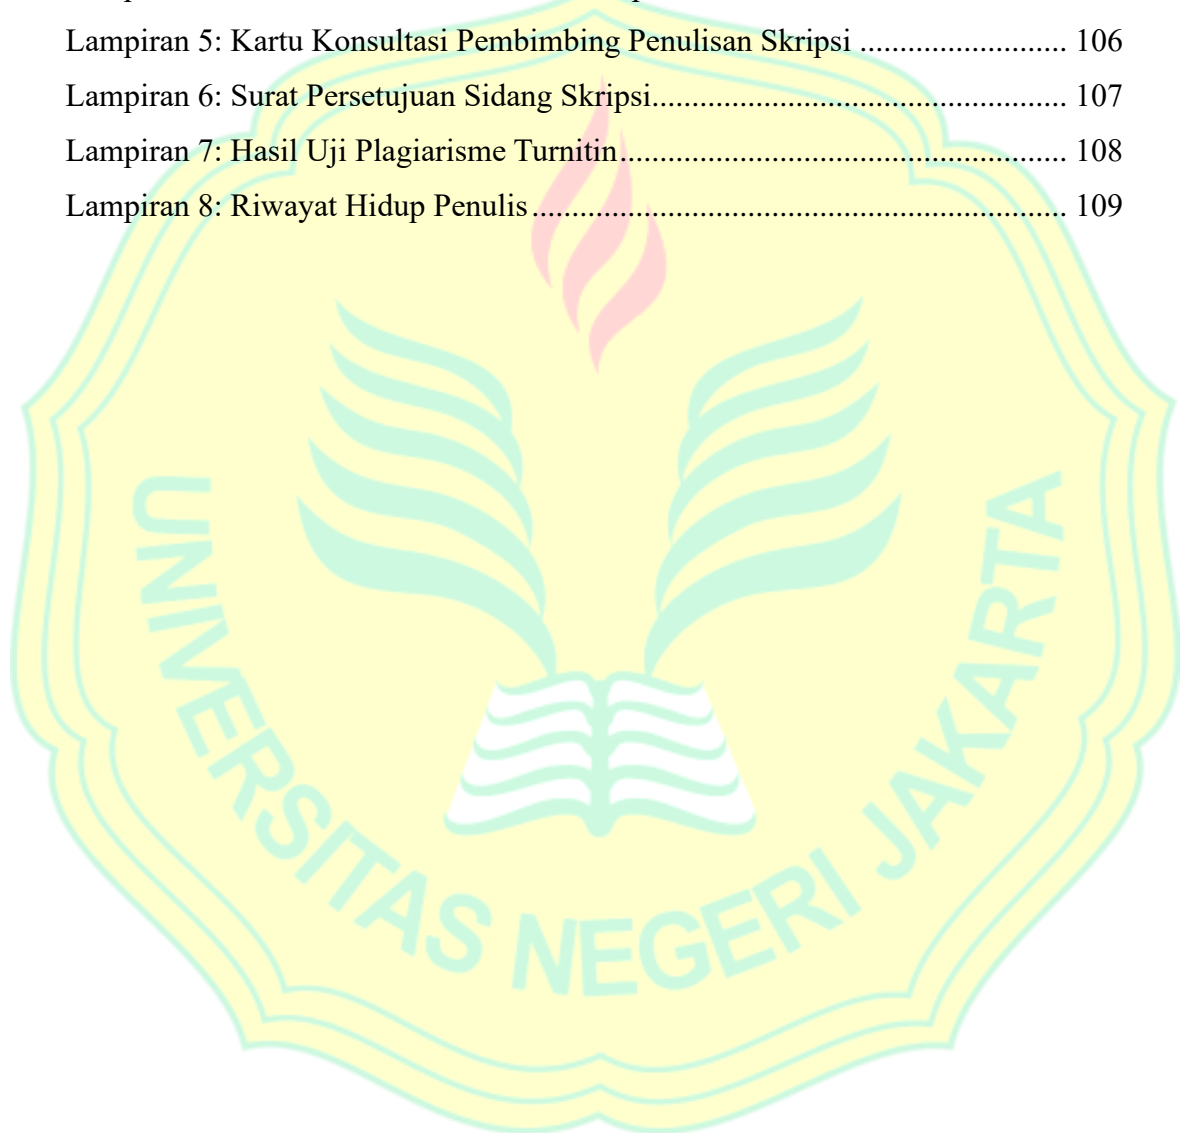 Lampiran 5: Kartu Konsultasi Pembimbing Penulisan Skripsi .......................... 106
Lampiran 6: Surat Persetujuan Sidang Skripsi.................................................... 107
Lampiran 7: Hasil Uji Plagiarisme Turnitin........................................................ 108
Lampiran 8: Riwayat Hidup Penulis................................................................... 109
UNIVERSITAS NEGERI JAKARTA